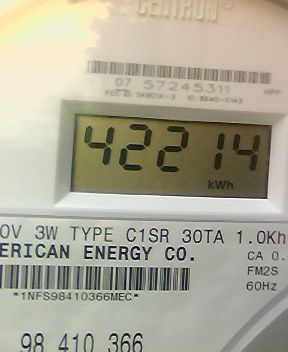 CENTRON
07 57245311
42214
kWh
0V 3W TYPE C1SR 30TA 1.0Kh
ERICAN ENERGY CO.
CA 0.
FM2S
60Hz
*1NFS98410366MEC*
98 410 366